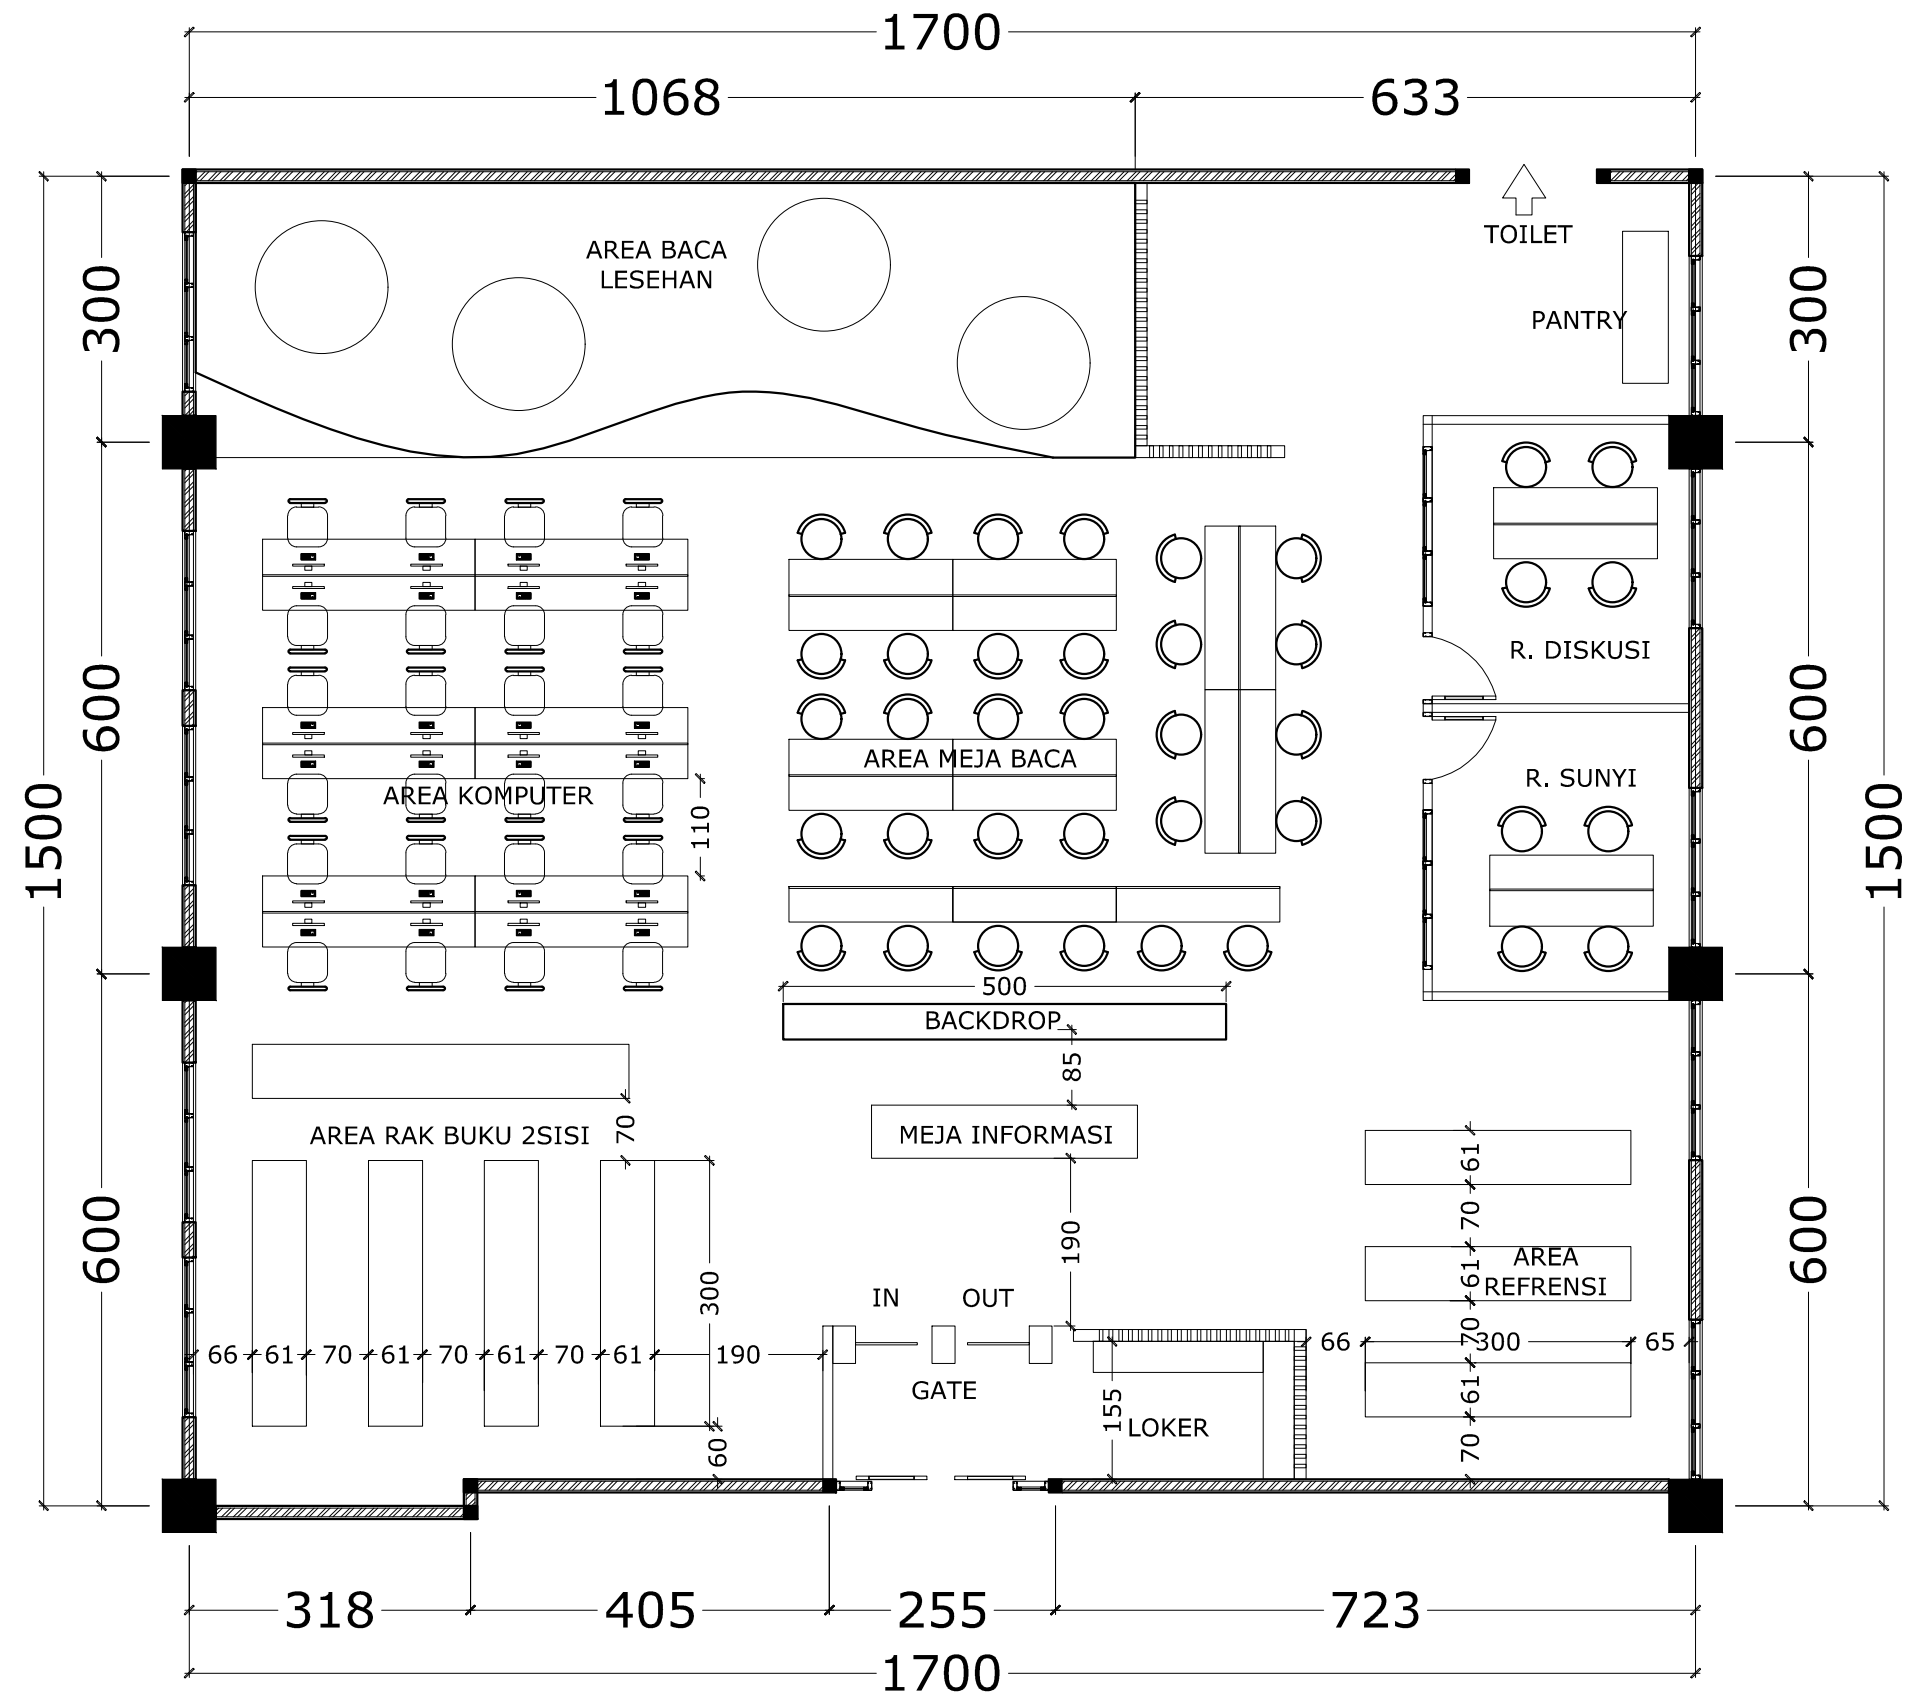 1700
1068
633
TOILET
AREA BACA
LESEHAN
PANTRY
300
300
R. DISKUSI
600
600
AREA MEJA BACA
R. SUNYI
AREA KOMPUTER
110
1500
1500
500
BACKDROP
85
AREA RAK BUKU 2SISI
70
MEJA INFORMASI
61
70
190
600
600
AREA
REFRENSI
61
IN
OUT
300
70
66
300
65
66
61
70
61
70
61
70
61
190
GATE
61
155
LOKER
60
70
318
405
255
723
1700